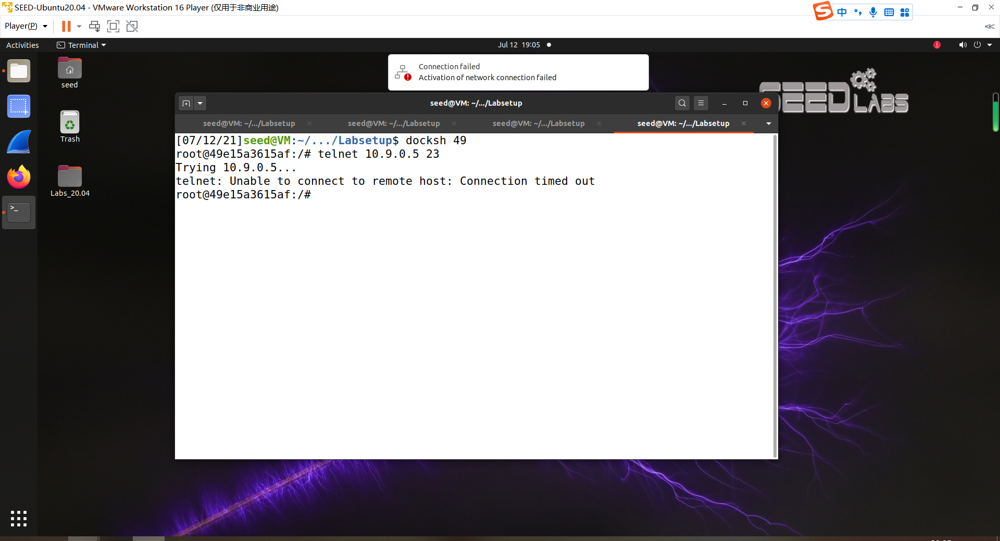 SEED-Ubuntu20.04 - VMware Workstation 16 Player (仅用于非商业用途)
中
Player(P)
Activities
Terminal
Jul 12 19:05
seed
Trash
Labs_20.04
Connection failed
Activation of network connection failed
SEED LABS
seed@VM: ~/.../Labsetup
seed@VM: ~/.../Labsetup
seed@VM: ~/.../Labsetup
seed@VM: ~/.../Labsetup
seed@VM: ~/.../Labsetup
[07/12/21]seed@VM:~/.../Labsetup$ docksh 49
root@49e15a3615af:/# telnet 10.9.0.5 23
Trying 10.9.0.5...
telnet: Unable to connect to remote host: Connection timed out
root@49e15a3615af:/#